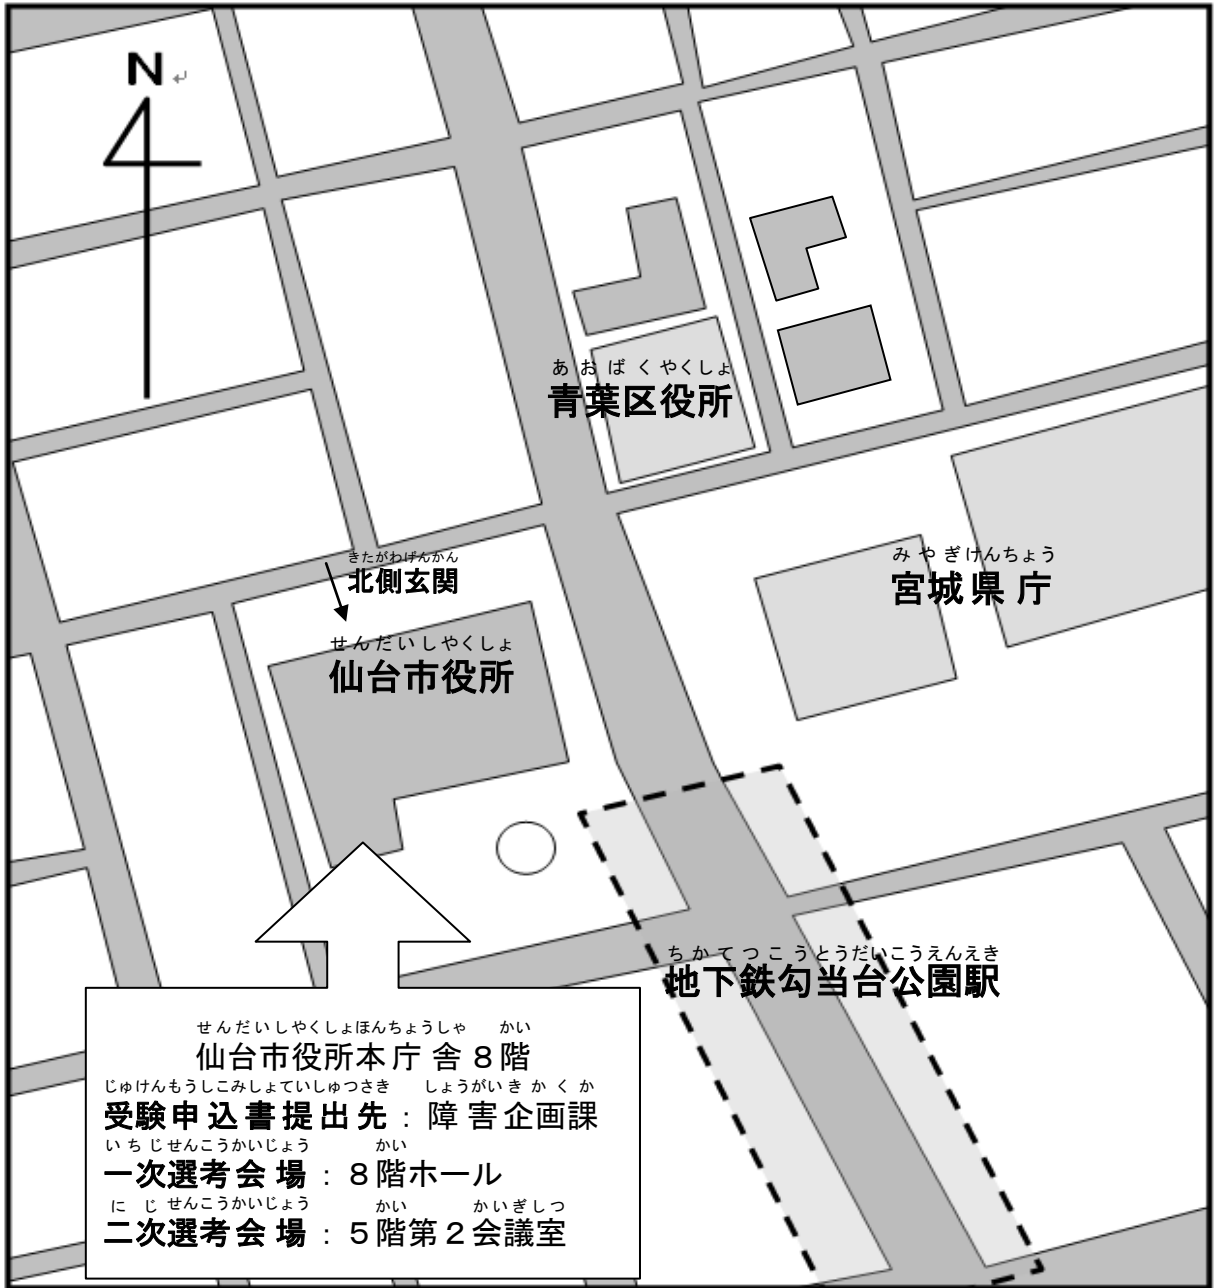 N
あおばくやくしょ
青葉区役所
みやぎけんちょう
宮城県庁
きたがわげんかん
北側玄関
せんだいしやくしょ
仙台市役所
ちかてつこうとうだいこうえんえき
地下鉄勾当台公園駅
せんだいしやくしょほんちょうしゃ かい
仙台市役所本庁舎8階
じゅけんもうしこみしょていしゅつさき しょうがいきかくか
受験申込書提出先:障害企画課
いちじせんこうかいじょう かい
一次選考会場:8階ホール
にじせんこうかいじょう かい かいぎしつ
二次選考会場:5階第2会議室